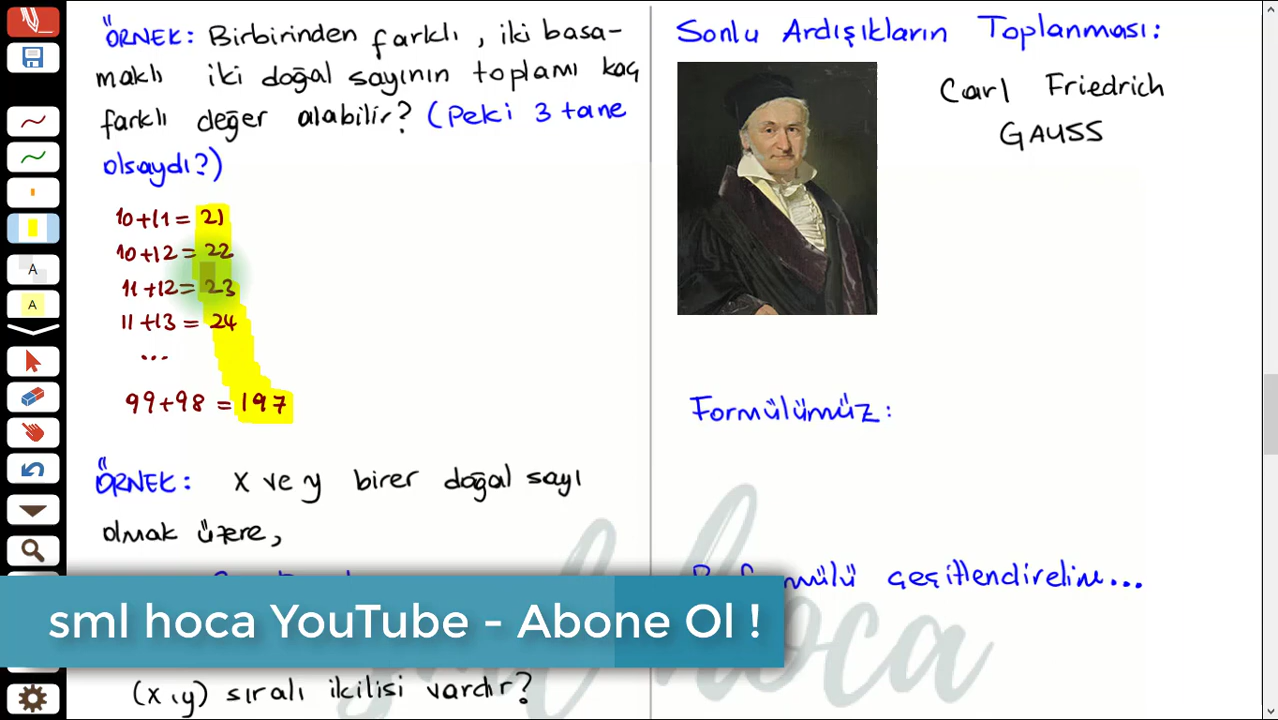 ÖRNEK: Birbirinden farklı, iki basa-
maklı iki doğal sayının toplamı kaç
farklı değer alabilir? (Peki 3 tane
olsaydı?)
10+11 = 21
10+12 = 22
11+12 = 23
11+13 = 24
...
99+98 = 197
ÖRNEK: x ve y birer doğal sayı
olmak üzere,
(x,y) sıralı ikilisi vardır?
Sonlu Ardışıkların Toplanması:
Carl Friedrich
GAUSS
Formülümüz:
çeşitlendirelim...
sml hoca YouTube - Abone Ol !
hoca
A
A